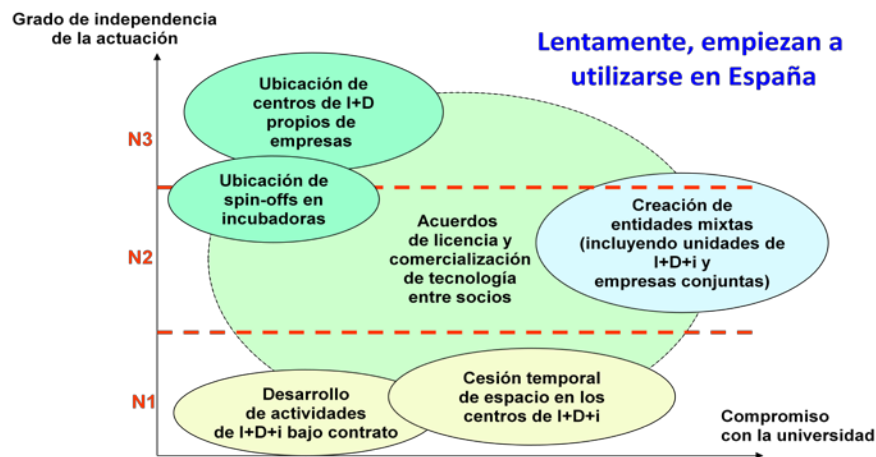 Grado de independencia
de la actuación
Lentamente, empiezan a
utilizarse en España
Ubicación de
centros de I+D
propios de
empresas
N3
Ubicación de
spin-offs en
incubadoras
Creación de
entidades mixtas
(incluyendo unidades de
I+D+i y
empresas conjuntas)
Acuerdos
de licencia y
comercialización
de tecnología
entre socios
N2
Cesión temporal
de espacio en los
centros de I+D+i
Desarrollo
de actividades
de I+D+i bajo contrato
N1
Compromiso
con la universidad